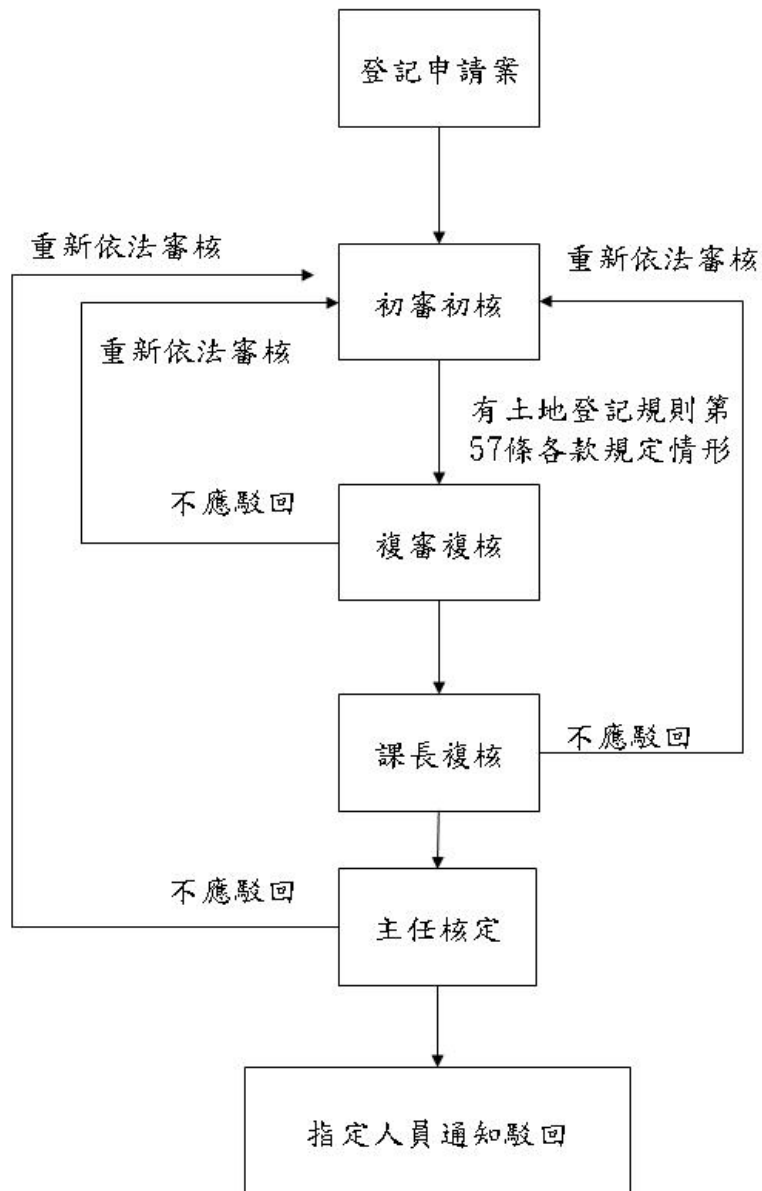 登記申請案
重新依法審核
重新依法審核
初審初核
重新依法審核
有土地登記規則第
57條各款規定情形
不應駁回
複審複核
課長複核
不應駁回
不應駁回
主任核定
指定人員通知駁回